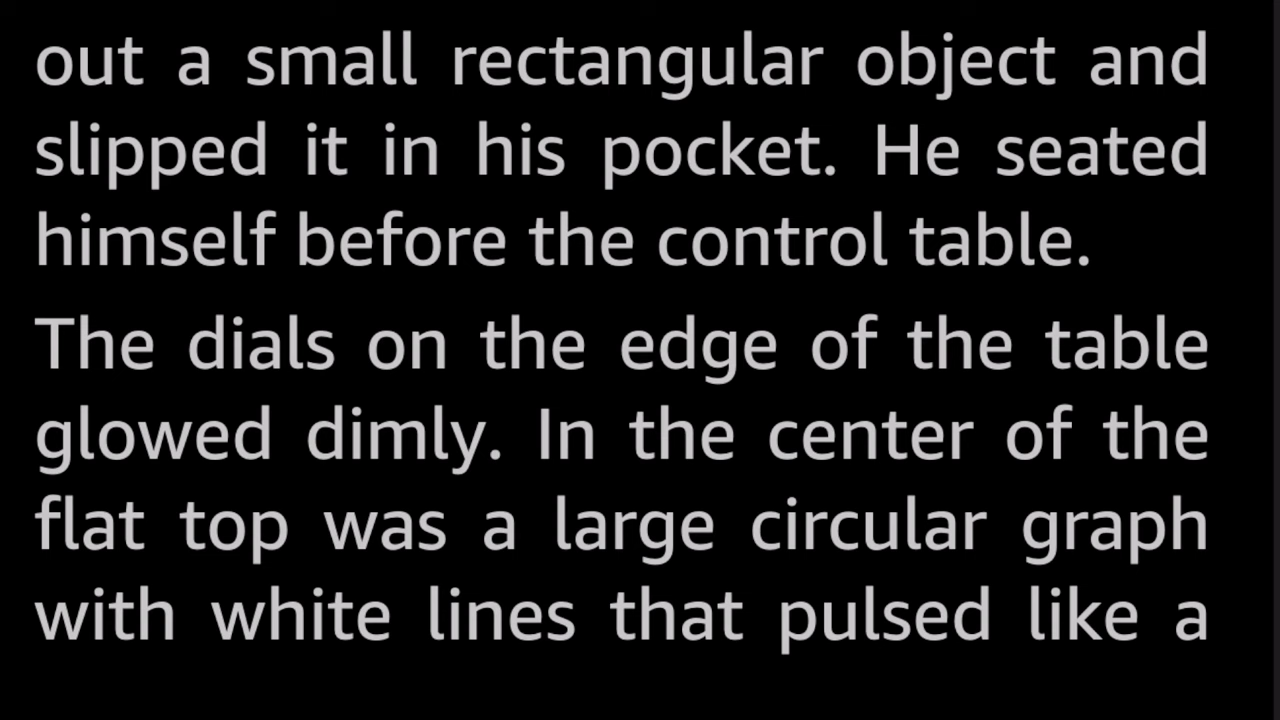 out a small rectangular object and
slipped it in his pocket. He seated
himself before the control table.
The dials on the edge of the table
glowed dimly. In the center of the
flat top was a large circular graph
with white lines that pulsed like a